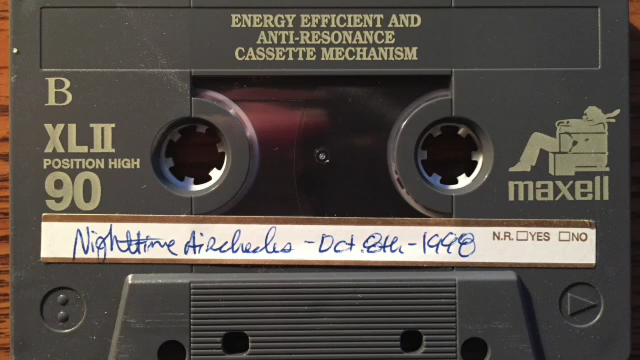 ENERGY EFFICIENT AND
ANTI-RESONANCE
CASSETTE MECHANISM
B
XLII
POSITION HIGH
90
maxell
Nighttime Airchecks - Oct. 8th - 1998
N.R. □YES □NO